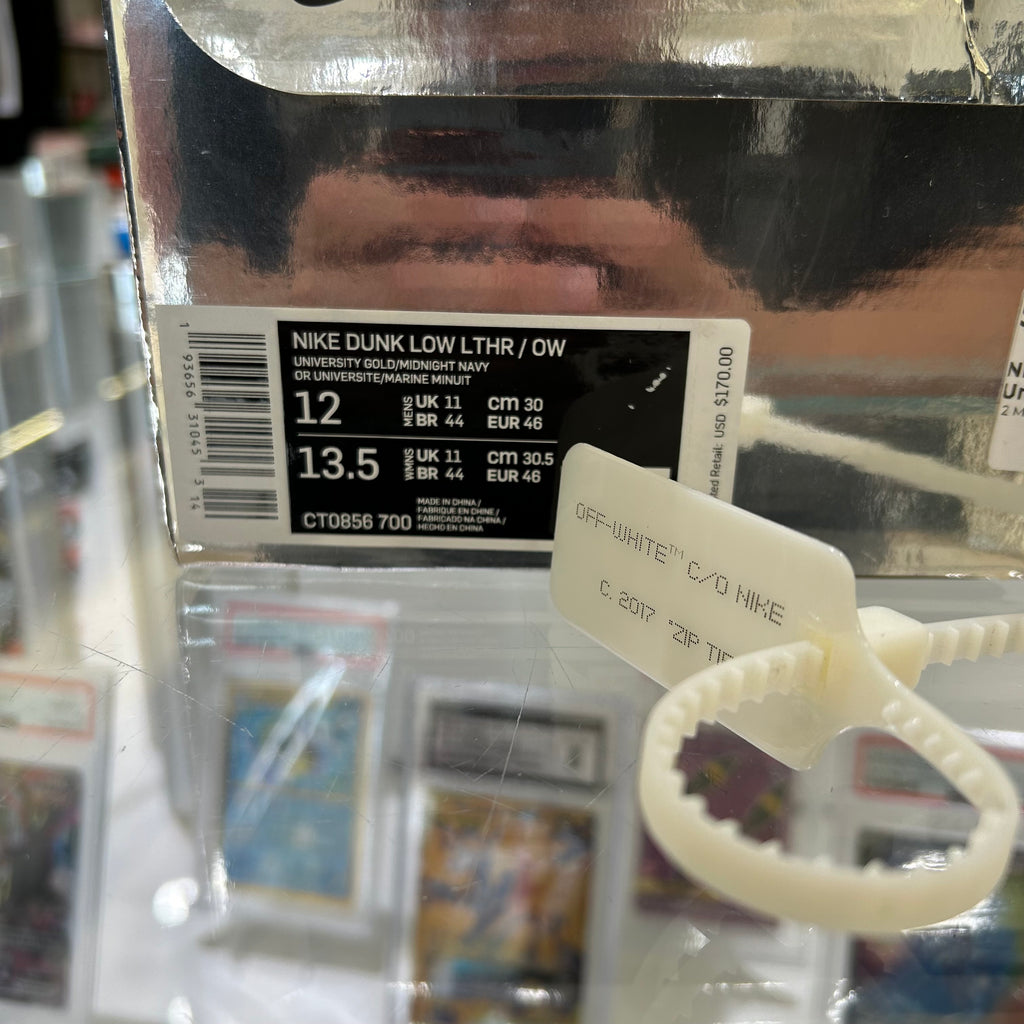 NIKE DUNK LOW LTHR / OW
UNIVERSITY GOLD/MIDNIGHT NAVY
OR UNIVERSITE/MARINE MINUIT
12 MENS UK 11 cm 30
BR 44 EUR 46
13.5 WMNS UK 11 cm 30.5
BR 44 EUR 46
CT0856 700
MADE IN CHINA /
FABRIQUE EN CHINE /
FABRICADO NA CHINA /
HECHO EN CHINA
1 93656 31045 3 14
Retail: USD $170.00
OFF-WHITE™ C/O NIKE
C. 2017 "ZIP TIE